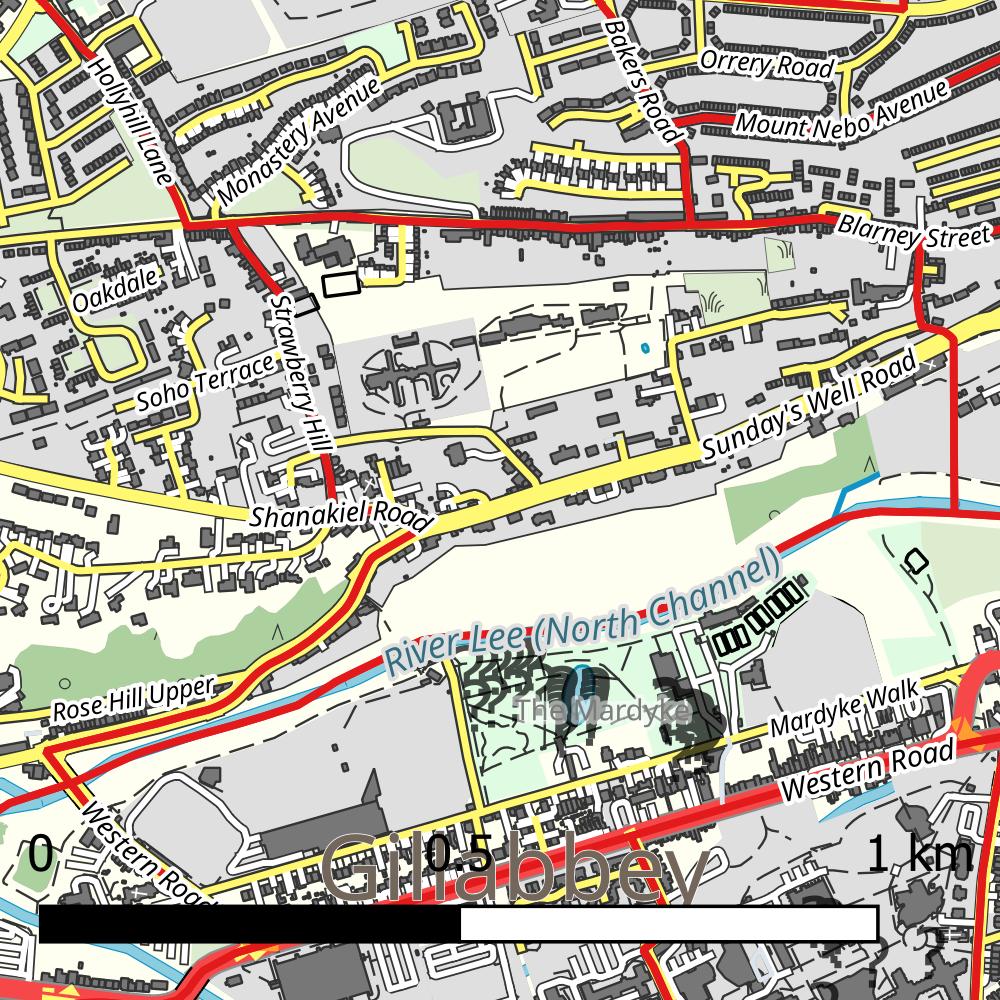 Bakers Road
Orrery Road
Hollyhill Lane
Monastery Avenue
Mount Nebo Avenue
Blarney Street
Oakdale
Strawberry Hill
Soho Terrace
Sunday's Well Road
Shanakiel Road
River Lee (North Channel)
Rose Hill Upper
The Mardyke
Mardyke Walk
Western Road
Western Road
Gillabbey
0 0.5 1 km